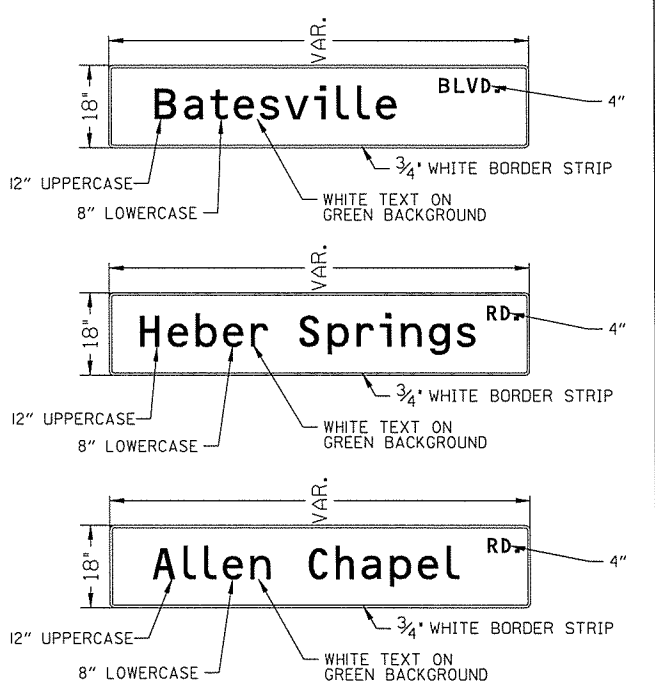 VAR.
BLVD.
4"
18"
Batesville
3/4" WHITE BORDER STRIP
12" UPPERCASE
8" LOWERCASE
WHITE TEXT ON
GREEN BACKGROUND
VAR.
RD.
4"
18"
Heber Springs
3/4" WHITE BORDER STRIP
12" UPPERCASE
8" LOWERCASE
WHITE TEXT ON
GREEN BACKGROUND
VAR.
RD.
4"
18"
Allen Chapel
3/4" WHITE BORDER STRIP
12" UPPERCASE
8" LOWERCASE
WHITE TEXT ON
GREEN BACKGROUND